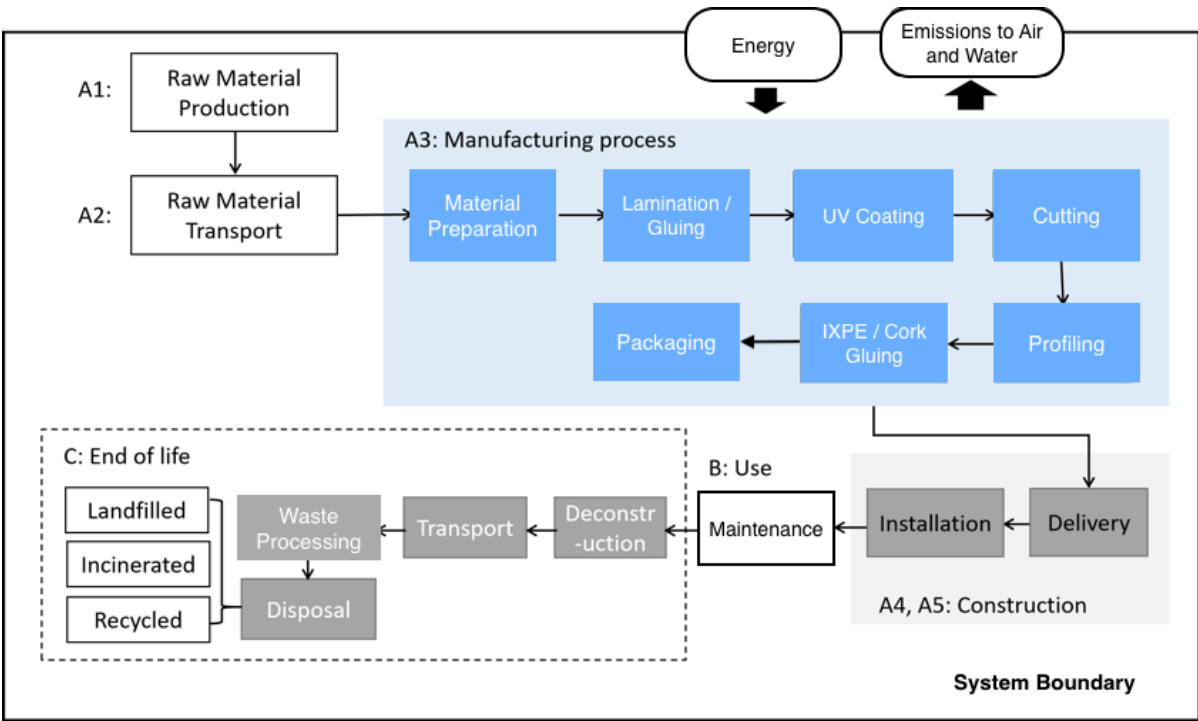 Energy
Emissions to Air
and Water
A1:
Raw Material
Production
A2:
Raw Material
Transport
A3: Manufacturing process
Material
Preparation
Lamination /
Gluing
UV Coating
Cutting
Packaging
IXPE / Cork
Gluing
Profiling
C: End of life
Landfilled
Incinerated
Recycled
Waste
Processing
Disposal
Transport
Deconstr
-uction
B: Use
Maintenance
Installation
Delivery
A4, A5: Construction
System Boundary